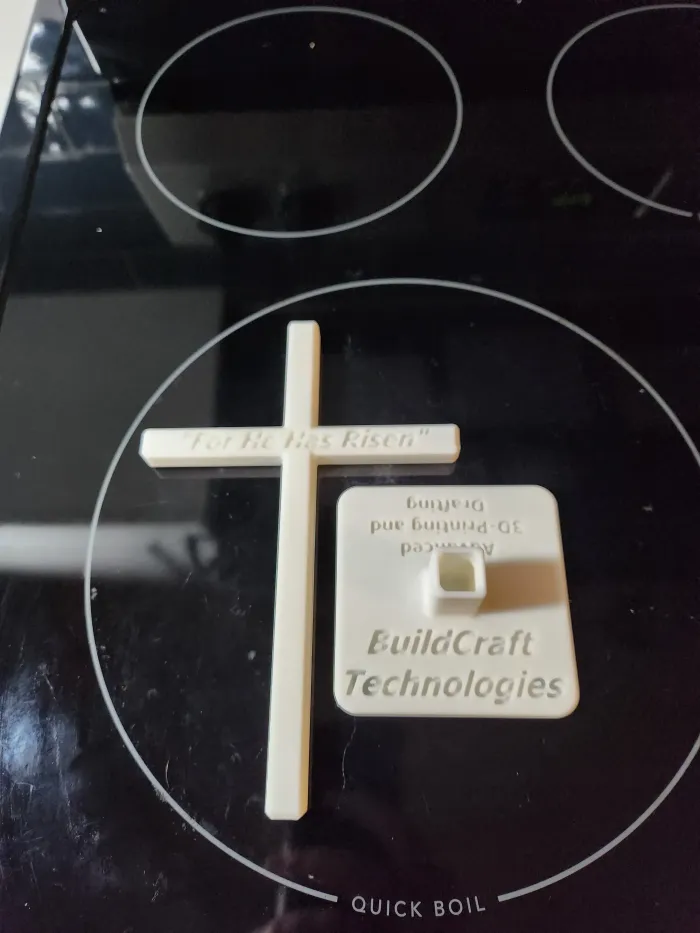 "For He Has Risen"
Advanced
3D-Printing and
Drafting
BuildCraft
Technologies
QUICK BOIL